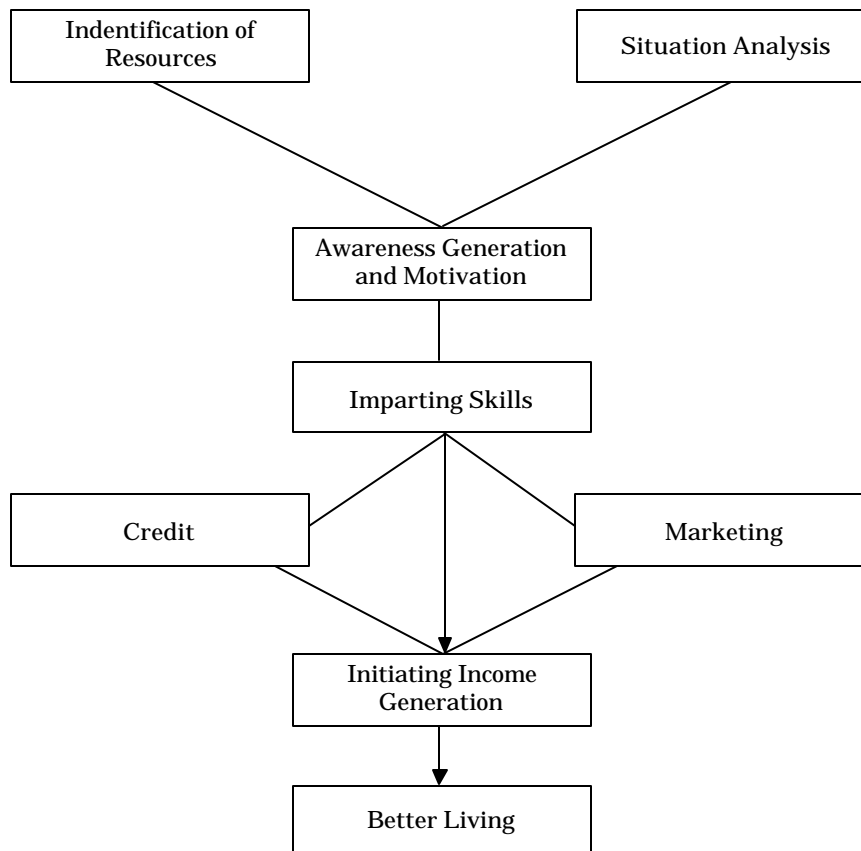 Indentification of
Resources
Situation Analysis
Awareness Generation
and Motivation
Imparting Skills
Credit
Marketing
Initiating Income
Generation
Better Living